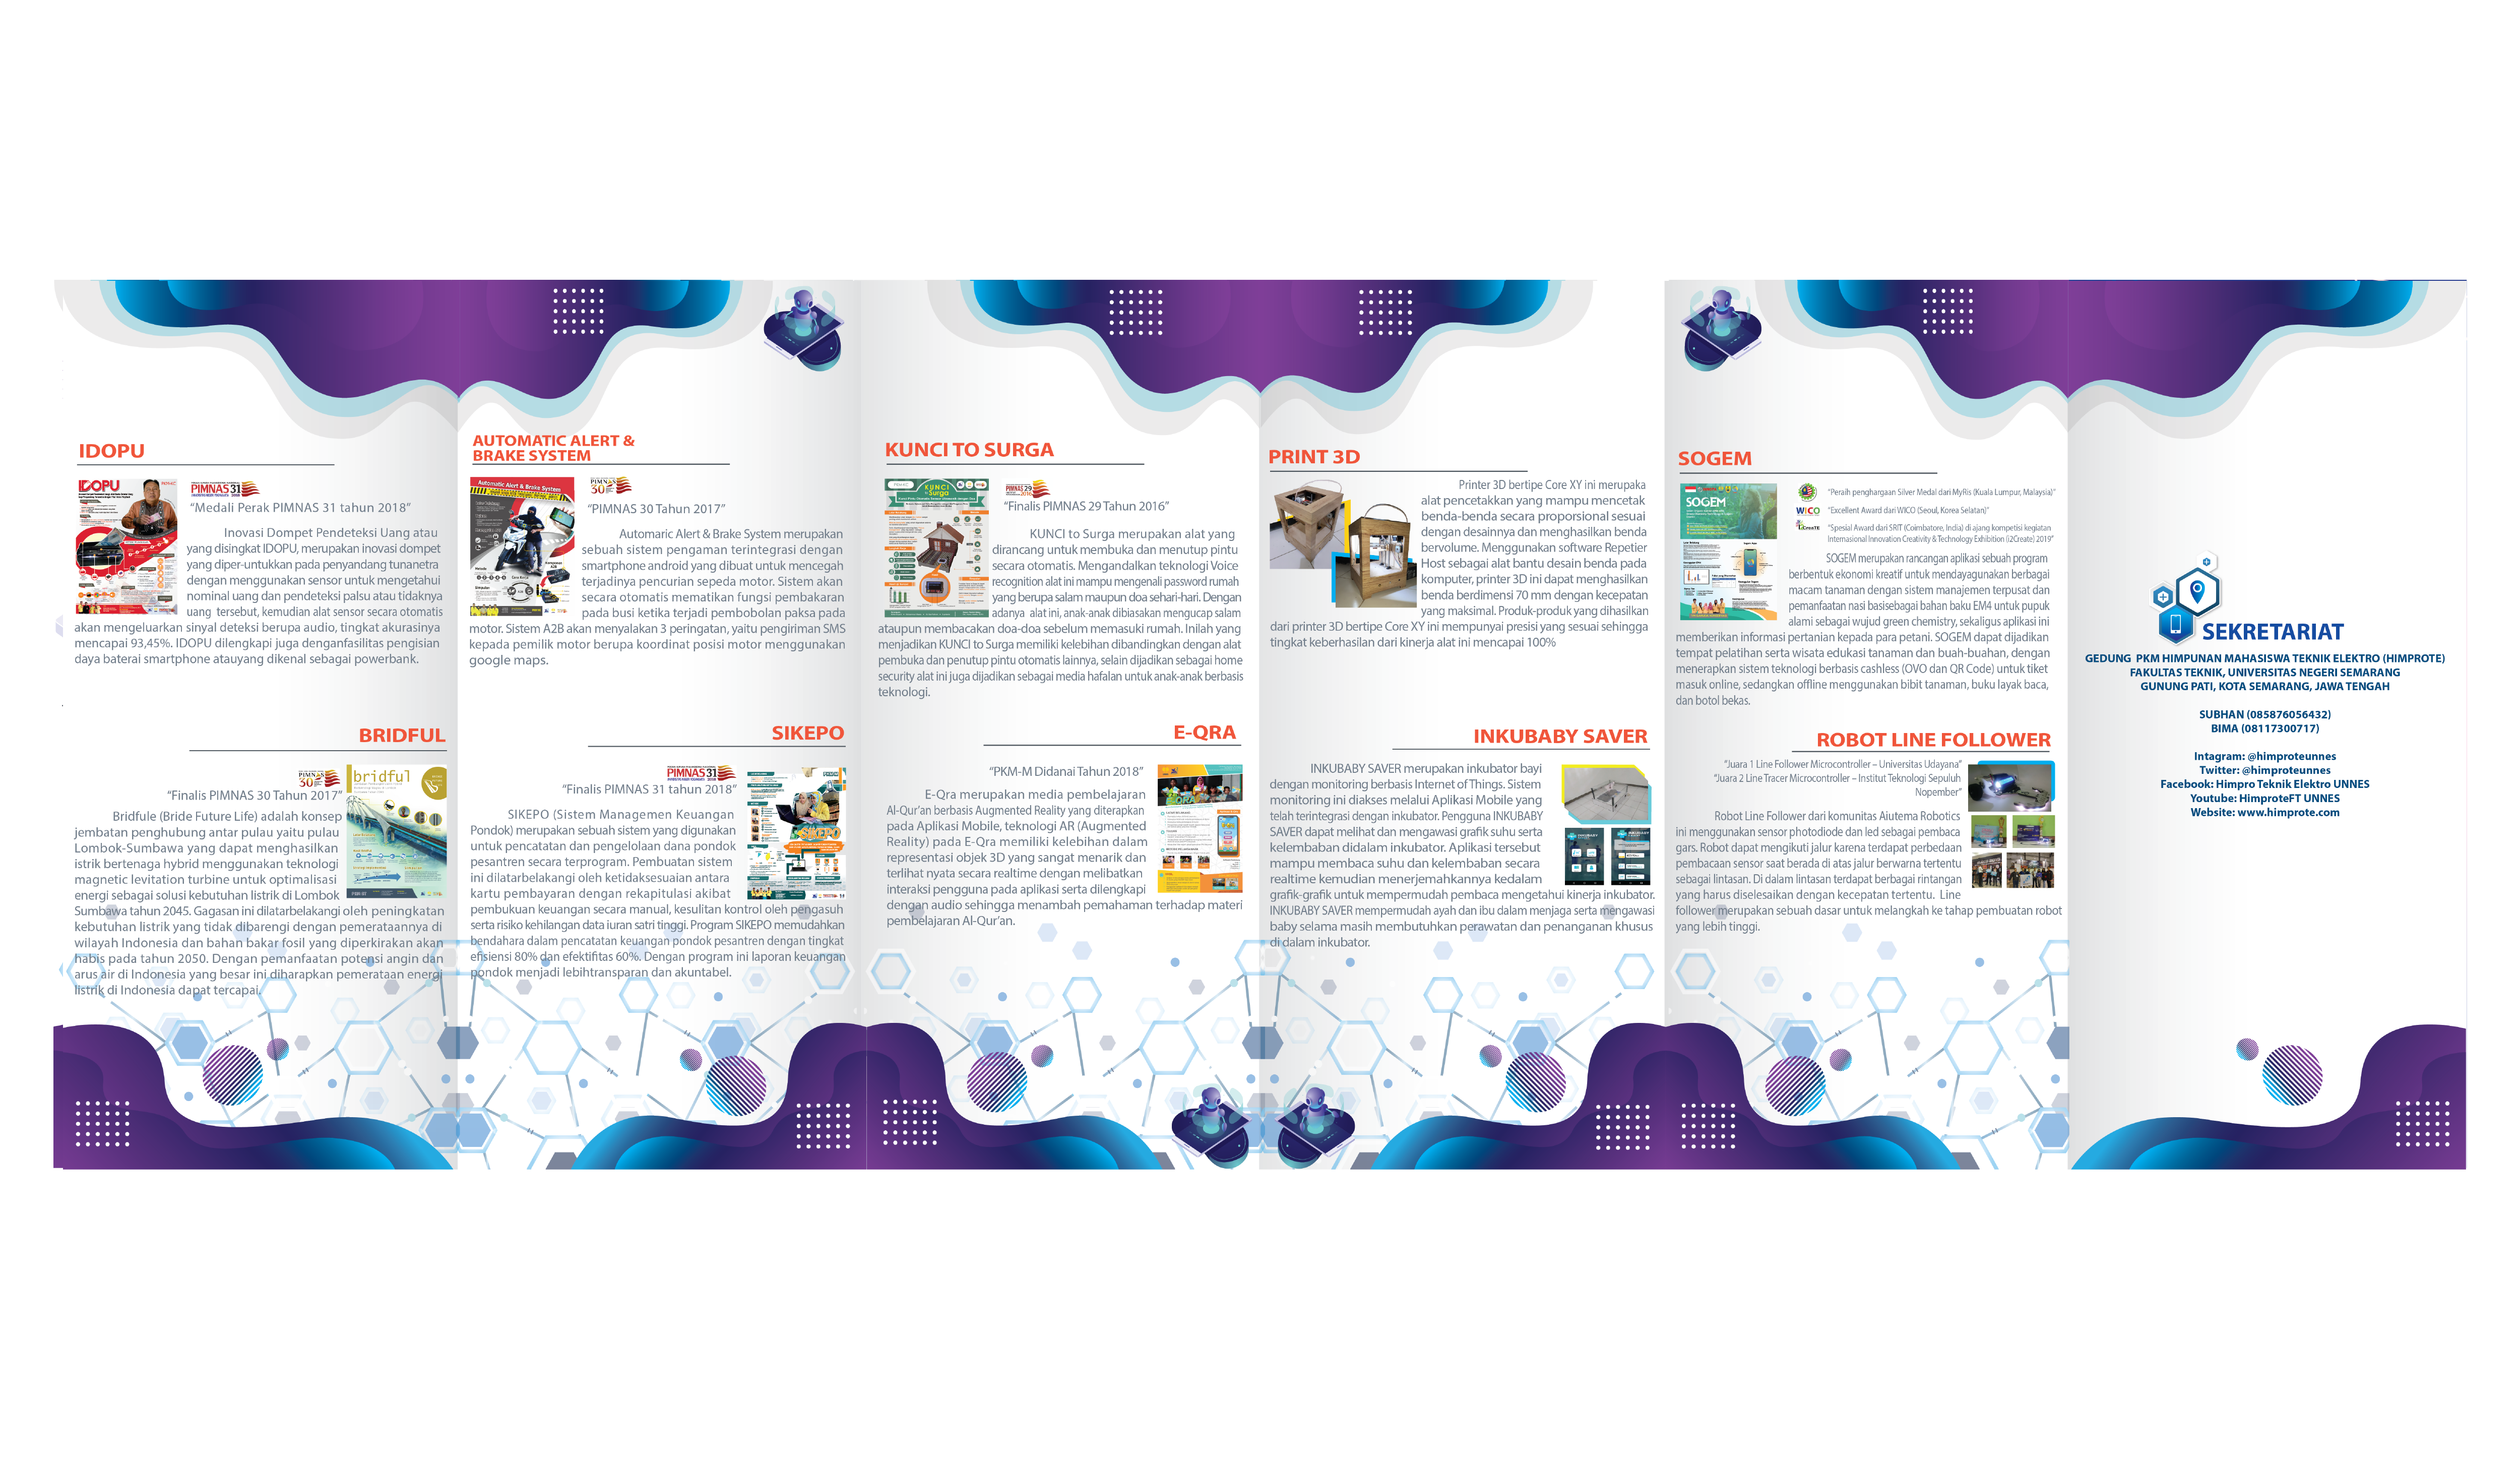 IDOPU
PIMNAS 31
“Medali Perak PIMNAS 31 tahun 2018”
Inovasi Dompet Pendeteksi Uang atau
yang disingkat IDOPU, merupakan inovasi dompet
yang diper-untukkan pada penyandang tunanetra
dengan menggunakan sensor untuk mengetahui
nominal uang dan pendeteksi palsu atau tidaknya
uang tersebut, kemudian alat sensor secara otomatis
akan mengeluarkan sinyal deteksi berupa audio, tingkat akurasinya
mencapai 93,45%. IDOPU dilengkapi juga denganfasilitas pengisian
daya baterai smartphone atauyang dikenal sebagai powerbank.
BRIDFUL
PIMNAS 30
bridful
“Finalis PIMNAS 30 Tahun 2017”
Bridfule (Bride Future Life) adalah konsep
jembatan penghubung antar pulau yaitu pulau
Lombok-Sumbawa yang dapat menghasilkan
istrik bertenaga hybrid menggunakan teknologi
magnetic levitation turbine untuk optimalisasi
energi sebagai solusi kebutuhan listrik di Lombok
Sumbawa tahun 2045. Gagasan ini dilatarbelakangi oleh peningkatan
kebutuhan listrik yang tidak dibarengi dengan pemerataannya di
wilayah Indonesia dan bahan bakar fosil yang diperkirakan akan
habis pada tahun 2050. Dengan pemanfaatan potensi angin dan
arus air di Indonesia yang besar ini diharapkan pemerataan energi
listrik di Indonesia dapat tercapai.
AUTOMATIC ALERT &
BRAKE SYSTEM
Automatic Alert & Brake System
PIMNAS 30
“PIMNAS 30 Tahun 2017”
Automaric Alert & Brake System merupakan
sebuah sistem pengaman terintegrasi dengan
smartphone android yang dibuat untuk mencegah
terjadinya pencurian sepeda motor. Sistem akan
secara otomatis mematikan fungsi pembakaran
pada busi ketika terjadi pembobolan paksa pada
motor. Sistem A2B akan menyalakan 3 peringatan, yaitu pengiriman SMS
kepada pemilik motor berupa koordinat posisi motor menggunakan
google maps.
SIKEPO
PIMNAS 31
SIKEPO
“Finalis PIMNAS 31 tahun 2018”
SIKEPO (Sistem Managemen Keuangan
Pondok) merupakan sebuah sistem yang digunakan
untuk pencatatan dan pengelolaan dana pondok
pesantren secara terprogram. Pembuatan sistem
ini dilatarbelakangi oleh ketidaksesuaian antara
kartu pembayaran dengan rekapitulasi akibat
pembukuan keuangan secara manual, kesulitan kontrol oleh pengasuh
serta risiko kehilangan data iuran satri tinggi. Program SIKEPO memudahkan
bendahara dalam pencatatan keuangan pondok pesantren dengan tingkat
efisiensi 80% dan efektifitas 60%. Dengan program ini laporan keuangan
pondok menjadi lebihtransparan dan akuntabel.
KUNCI TO SURGA
KUNCI
to Surga
PIMNAS 29
2016
“Finalis PIMNAS 29 Tahun 2016”
KUNCI to Surga merupakan alat yang
dirancang untuk membuka dan menutup pintu
secara otomatis. Mengandalkan teknologi Voice
recognition alat ini mampu mengenali password rumah
yang berupa salam maupun doa sehari-hari. Dengan
adanya alat ini, anak-anak dibiasakan mengucap salam
ataupun membacakan doa-doa sebelum memasuki rumah. Inilah yang
menjadikan KUNCI to Surga memiliki kelebihan dibandingkan dengan alat
pembuka dan penutup pintu otomatis lainnya, selain dijadikan sebagai home
security alat ini juga dijadikan sebagai media hafalan untuk anak-anak berbasis
teknologi.
E-QRA
“PKM-M Didanai Tahun 2018”
E-Qra merupakan media pembelajaran
Al-Qur’an berbasis Augmented Reality yang diterapkan
pada Aplikasi Mobile, teknologi AR (Augmented
Reality) pada E-Qra memiliki kelebihan dalam
representasi objek 3D yang sangat menarik dan
terlihat nyata secara realtime dengan melibatkan
interaksi pengguna pada aplikasi serta dilengkapi
dengan audio sehingga menambah pemahaman terhadap materi
pembelajaran Al-Qur’an.
PRINT 3D
Printer 3D bertipe Core XY ini merupaka
alat pencetakkan yang mampu mencetak
benda-benda secara proporsional sesuai
dengan desainnya dan menghasilkan benda
bervolume. Menggunakan software Repetier
Host sebagai alat bantu desain benda pada
komputer, printer 3D ini dapat menghasilkan
benda berdimensi 70 mm dengan kecepatan
yang maksimal. Produk-produk yang dihasilkan
dari printer 3D bertipe Core XY ini mempunyai presisi yang sesuai sehingga
tingkat keberhasilan dari kinerja alat ini mencapai 100%
INKUBABY SAVER
INKUBABY SAVER merupakan inkubator bayi
dengan monitoring berbasis Internet of Things. Sistem
monitoring ini diakses melalui Aplikasi Mobile yang
telah terintegrasi dengan inkubator. Pengguna INKUBABY
SAVER dapat melihat dan mengawasi grafik suhu serta
kelembaban didalam inkubator. Aplikasi tersebut
mampu membaca suhu dan kelembaban secara
realtime kemudian menerjemahkannya kedalam
grafik-grafik untuk mempermudah pembaca mengetahui kinerja inkubator.
INKUBABY SAVER mempermudah ayah dan ibu dalam menjaga serta mengawasi
baby selama masih membutuhkan perawatan dan penanganan khusus
di dalam inkubator.
SOGEM
SOGEM
“Peraih penghargaan Silver Medal dari MyRis (Kuala Lumpur, Malaysia)”
WICO
“Excellent Award dari WICO (Seoul, Korea Selatan)”
“Spesial Award dari SRIT (Coimbatore, India) di ajang kompetisi kegiatan
Internasional Innovation Creativity & Technology Exhibition (i2Create) 2019”
SOGEM merupakan rancangan aplikasi sebuah program
berbentuk ekonomi kreatif untuk mendayagunakan berbagai
macam tanaman dengan sistem manajemen terpusat dan
pemanfaatan nasi basisebagai bahan baku EM4 untuk pupuk
alami sebagai wujud green chemistry, sekaligus aplikasi ini
memberikan informasi pertanian kepada para petani. SOGEM dapat dijadikan
tempat pelatihan serta wisata edukasi tanaman dan buah-buahan, dengan
menerapkan sistem teknologi berbasis cashless (OVO dan QR Code) untuk tiket
masuk online, sedangkan offline menggunakan bibit tanaman, buku layak baca,
dan botol bekas.
ROBOT LINE FOLLOWER
“Juara 1 Line Follower Microcontroller – Universitas Udayana”
“Juara 2 Line Tracer Microcontroller – Institut Teknologi Sepuluh
Nopember”
Robot Line Follower dari komunitas Aiutema Robotics
ini menggunakan sensor photodiode dan led sebagai pembaca
gars. Robot dapat mengikuti jalur karena terdapat perbedaan
pembacaan sensor saat berada di atas jalur berwarna tertentu
sebagai lintasan. Di dalam lintasan terdapat berbagai rintangan
yang harus diselesaikan dengan kecepatan tertentu. Line
follower merupakan sebuah dasar untuk melangkah ke tahap pembuatan robot
yang lebih tinggi.
SEKRETARIAT
GEDUNG PKM HIMPUNAN MAHASISWA TEKNIK ELEKTRO (HIMPROTE)
FAKULTAS TEKNIK, UNIVERSITAS NEGERI SEMARANG
GUNUNG PATI, KOTA SEMARANG, JAWA TENGAH
SUBHAN (085876056432)
BIMA (08117300717)
Intagram: @himproteunnes
Twitter: @himproteunnes
Facebook: Himpro Teknik Elektro UNNES
Youtube: HimproteFT UNNES
Website: www.himprote.com